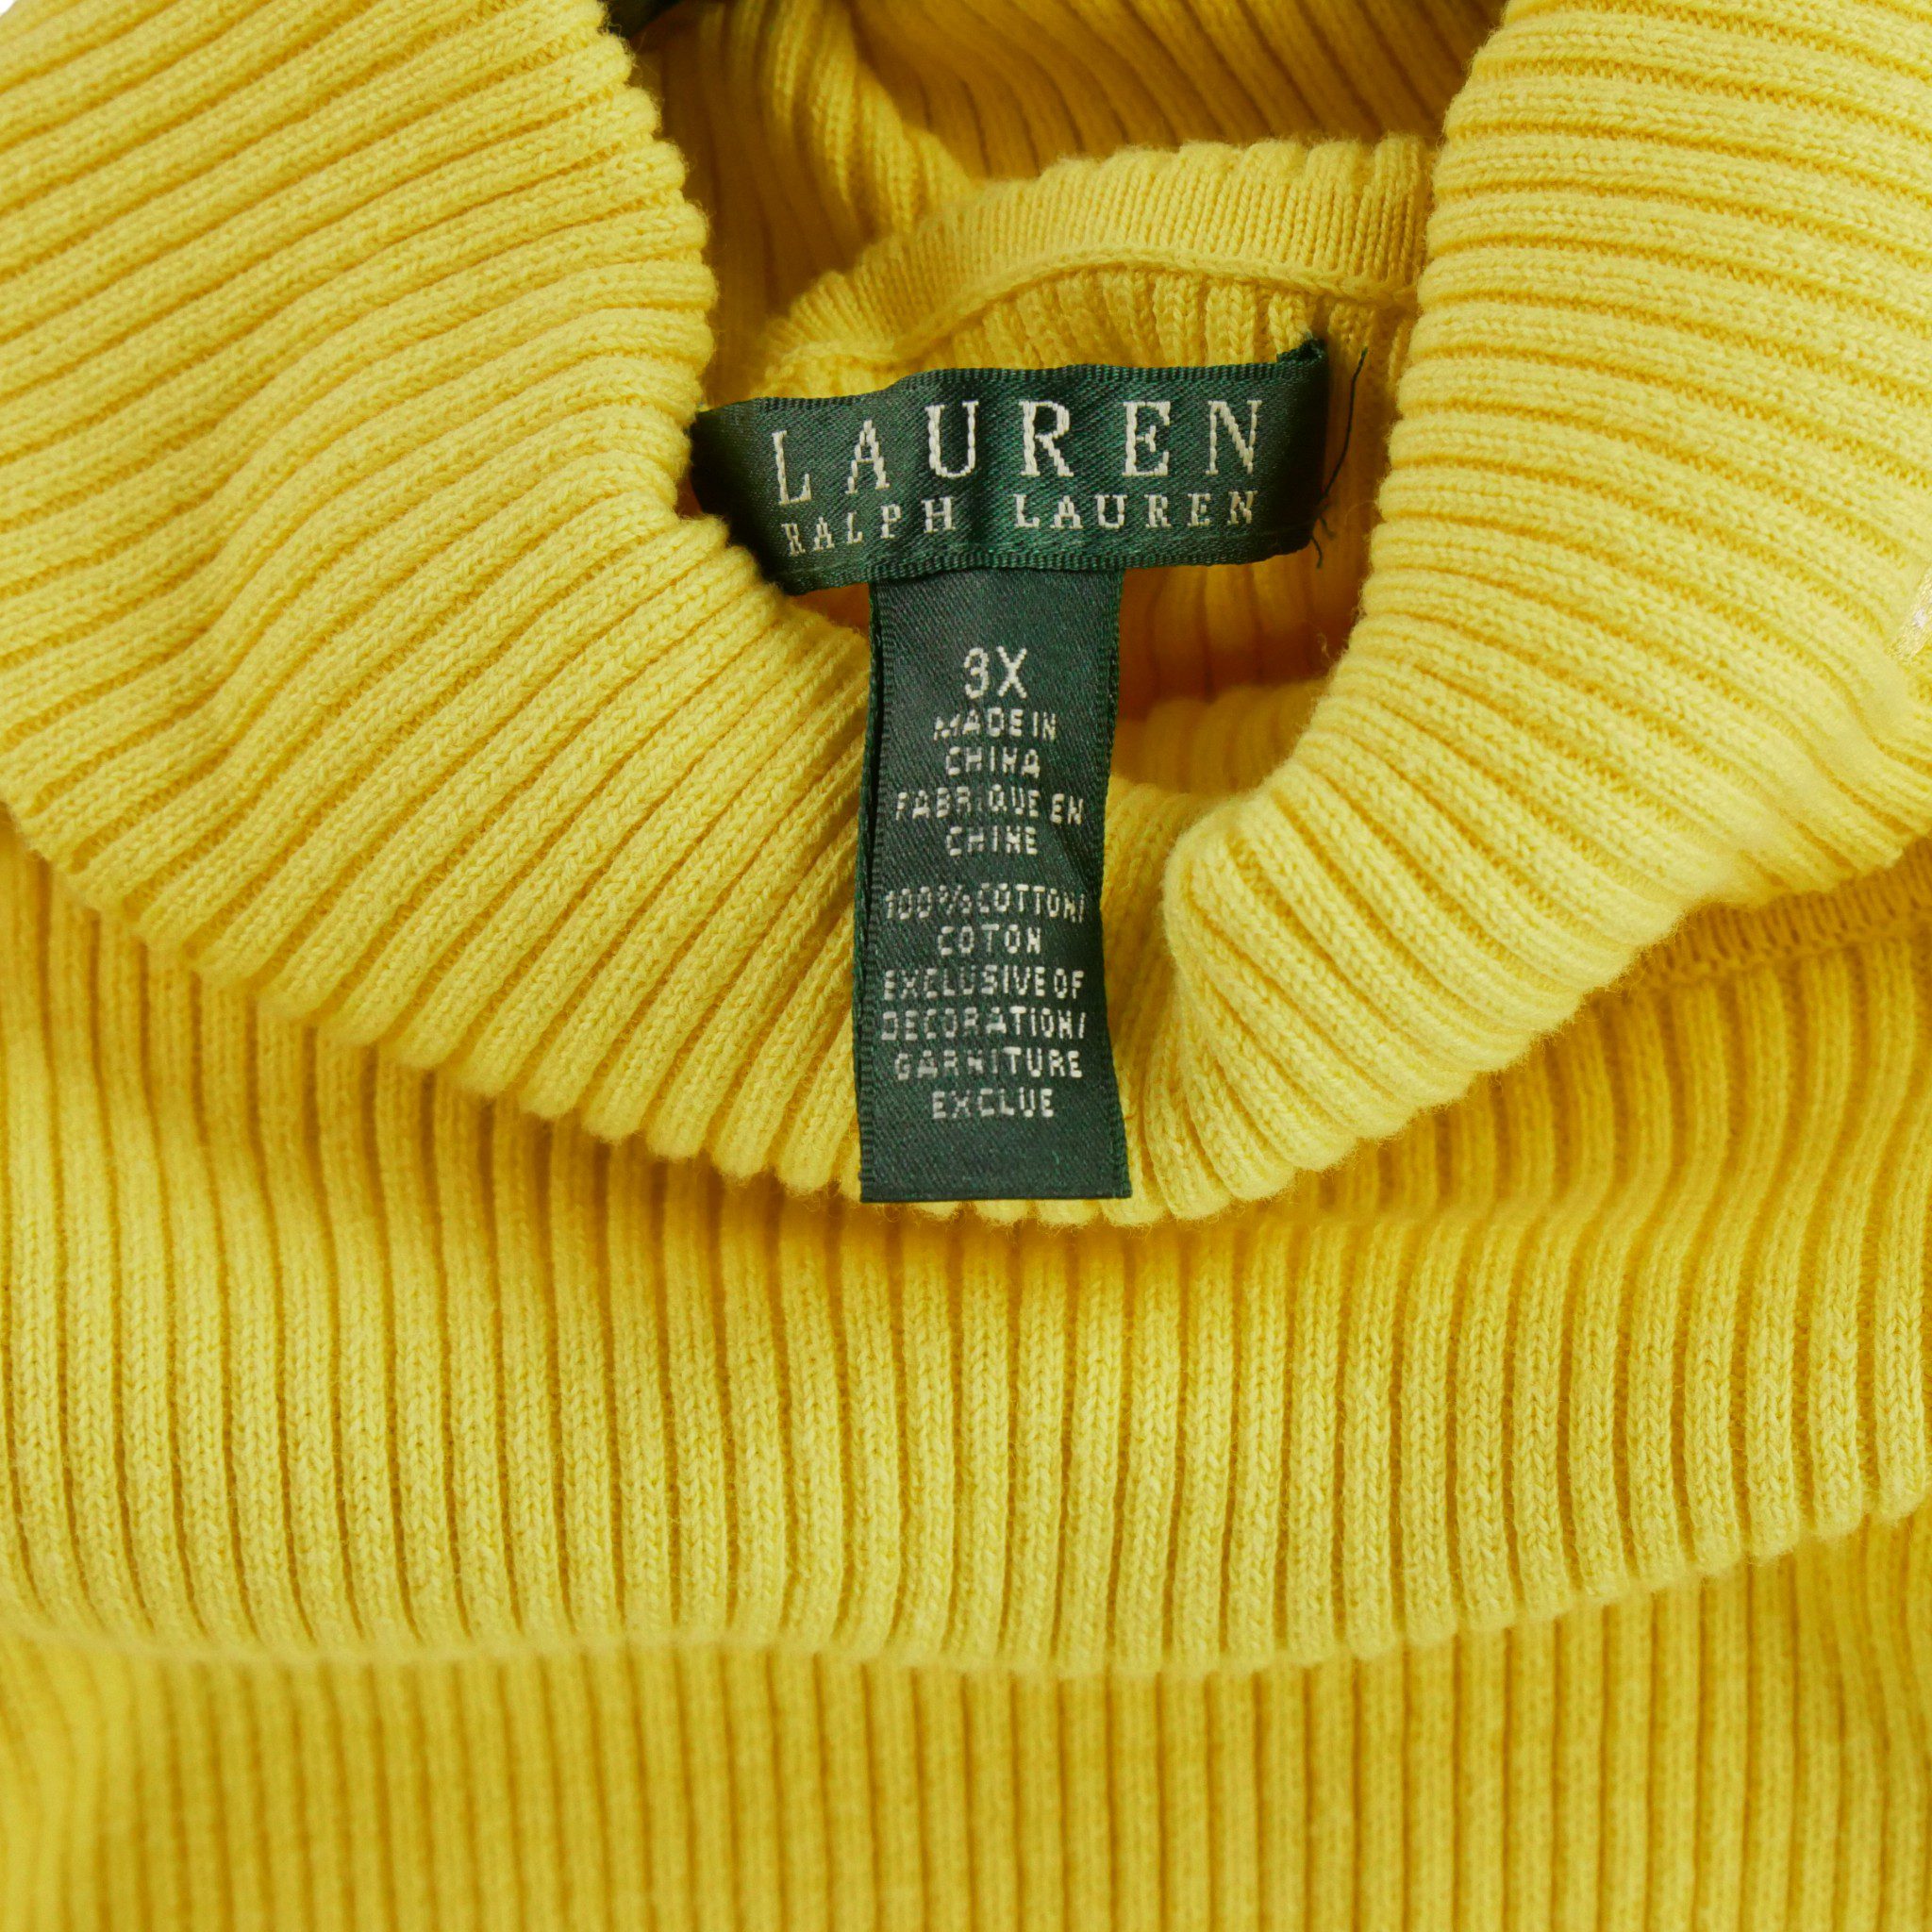 LAUREN
RALPH LAUREN
3X
MADE IN
CHINA
FABRIQUE EN
CHINE
100% COTTON/
COTON
EXCLUSIVE OF
DECORATION/
GARNITURE
EXCLUE